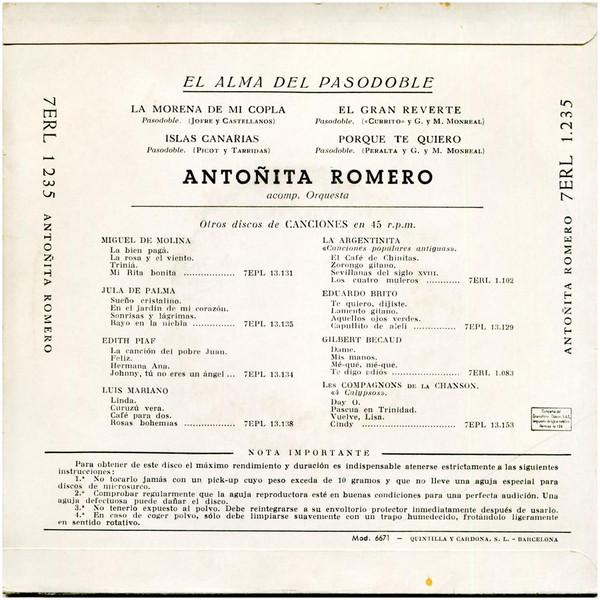 EL ALMA DEL PASODOBLE
LA MORENA DE MI COPLA
Pasodoble. (Jofre y Castellanos)
ISLAS CANARIAS
Pasodoble. (Picot y Tarridas)
EL GRAN REVERTE
Pasodoble. («Currito» y G. y M. Monreal)
PORQUE TE QUIERO
Pasodoble. (Peralta y G. y M. Monreal)
ANTOÑITA ROMERO
acomp. Orquesta
7ERL 1235 ANTOÑITA ROMERO
ANTOÑITA ROMERO 7ERL 1.235
Otros discos de CANCIONES en 45 r.p.m.
MIGUEL DE MOLINA
La bien pagá.
La rosa y el viento.
Triniá.
Mi Rita bonita ................ 7EPL 13.131
JULA DE PALMA
Sueño cristalino.
En el jardín de mi corazón.
Sonrisas y lágrimas.
Rayo en la niebla ............. 7EPL 13.135
EDITH PIAF
La canción del pobre Juan.
Feliz.
Hermana Ana.
Johnny, tú no eres un ángel ... 7EPL 13.134
LUIS MARIANO
Linda.
Curuzú vera.
Café para dos.
Rosas bohemias ................ 7EPL 13.138
LA ARGENTINITA
«Canciones populares antiguas».
El Café de Chinitas.
Zorongo gitano.
Sevillanas del siglo XVIII.
Los cuatro muleros ............ 7ERL 1.102
EDUARDO BRITO
Te quiero, dijiste.
Lamento gitano.
Aquellos ojos verdes.
Capullito de alelí ............ 7EPL 13.129
GILBERT BECAUD
Dame.
Mis manos.
Mé-qué, mé-que.
Te digo adiós ................. 7ERL 1.083
Les COMPAGNONS de la CHANSON.
«4 Calypsos».
Day O.
Pascua en Trinidad.
Vuelve, Lisa.
Cindy ......................... 7EPL 13.153
NOTA IMPORTANTE
Para obtener de este disco el máximo rendimiento y duración es indispensable atenerse estrictamente a las siguientes
instrucciones:
1.ª No tocarlo jamás con un pick-up cuyo peso exceda de 10 gramos y que no lleve una aguja especial para
discos de microsurco.
2.ª Comprobar regularmente que la aguja reproductora esté en buenas condiciones para una perfecta audición. Una
aguja defectuosa puede dañar el disco.
3.ª No tenerlo expuesto al polvo. Debe reintegrarse a su envoltorio protector inmediatamente después de usarlo.
4.ª En caso de coger polvo, sólo debe limpiarse suavemente con un trapo humedecido, frotándolo ligeramente
en sentido rotativo.
Mod. 6671 — QUINTILLA Y CARDONA, S. L. - BARCELONA